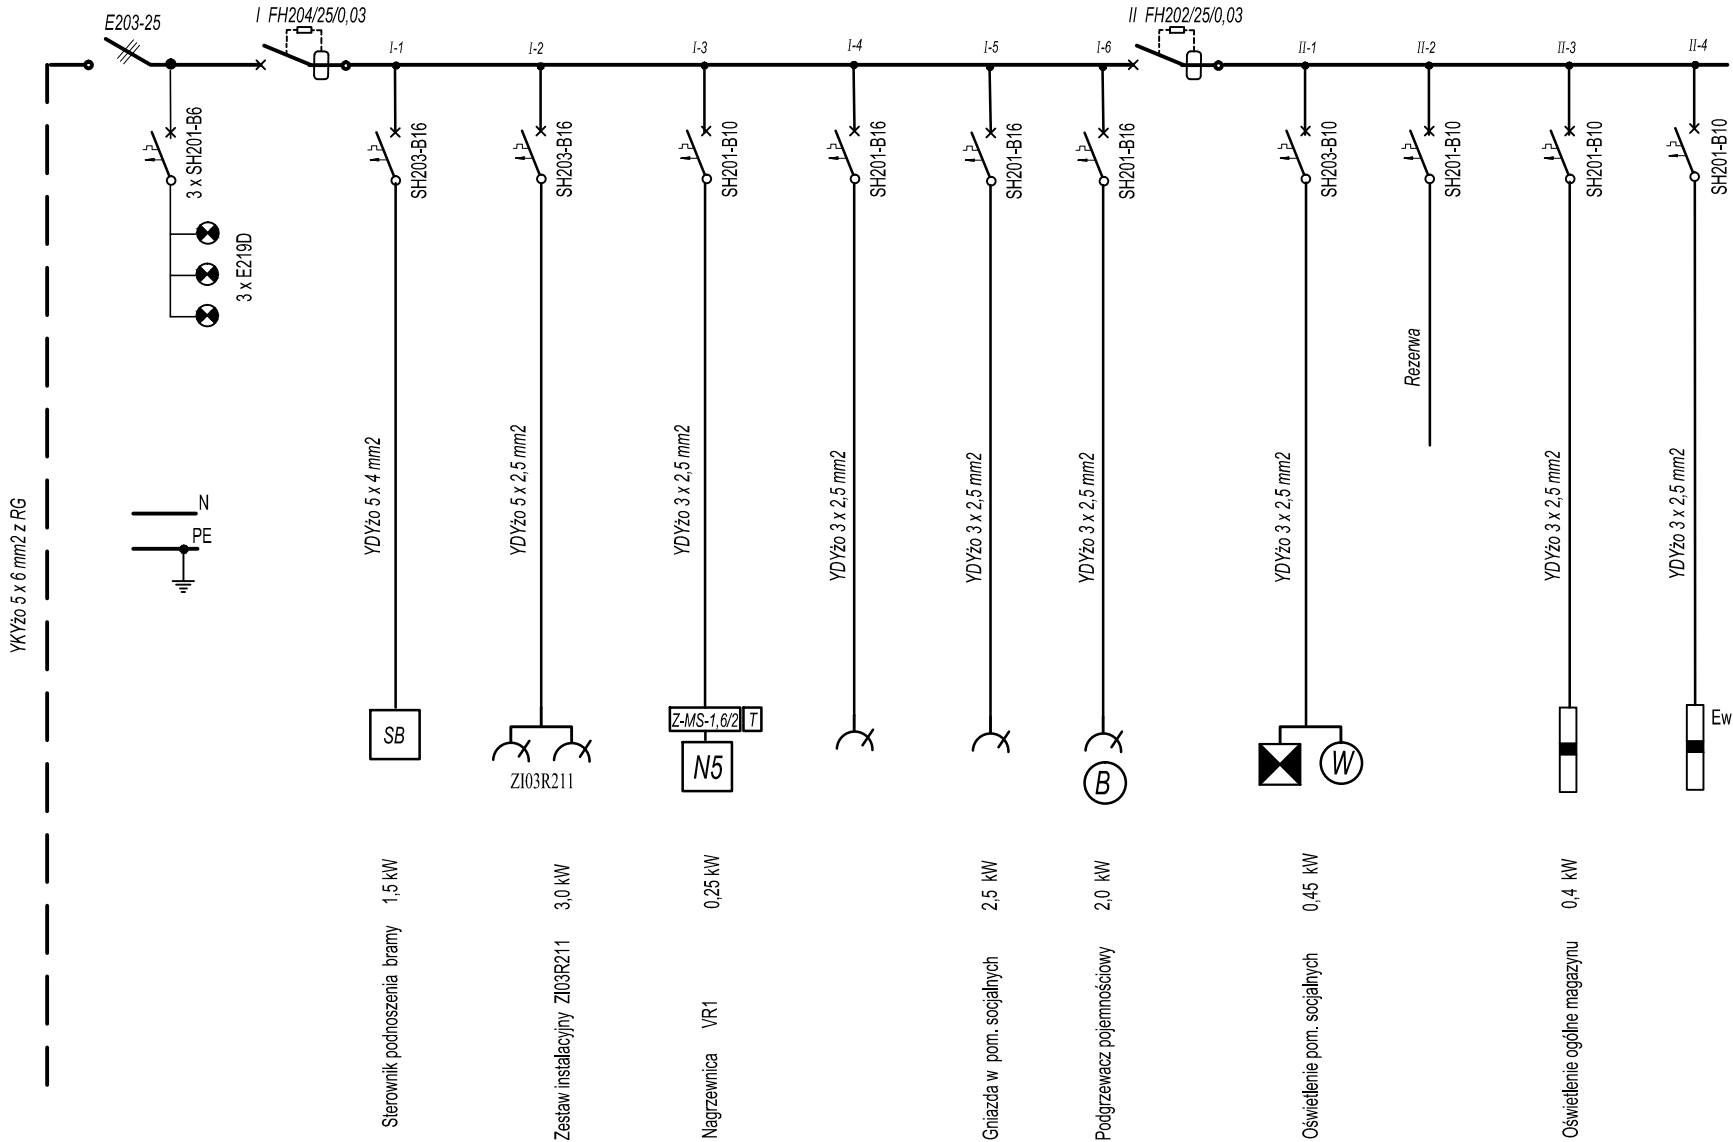 E203-25
I FH204/25/0,03
II FH202/25/0,03
I-1
I-2
I-3
I-4
I-5
I-6
II-1
II-2
II-3
II-4
3 x SH201-B6
SH203-B16
SH203-B16
SH201-B10
SH201-B16
SH201-B16
SH201-B16
SH203-B10
SH201-B10
SH201-B10
SH201-B10
3 x E219D
Rezerwa
YKYżo 5 x 6 mm2 z RG
N
PE
YDYżo 5 x 4 mm2
YDYżo 5 x 2,5 mm2
YDYżo 3 x 2,5 mm2
YDYżo 3 x 2,5 mm2
YDYżo 3 x 2,5 mm2
YDYżo 3 x 2,5 mm2
YDYżo 3 x 2,5 mm2
YDYżo 3 x 2,5 mm2
YDYżo 3 x 2,5 mm2
SB
ZI03R211
Z-MS-1,6/2 T
N5
B
W
Ew
Sterownik podnoszenia bramy 1,5 kW
Zestaw instalacyjny ZI03R211 3,0 kW
Nagrzewnica VR1 0,25 kW
Gniazda w pom. socjalnych 2,5 kW
Podgrzewacz pojemnościowy 2,0 kW
Oświetlenie pom. socjalnych 0,45 kW
Oświetlenie ogólne magazynu 0,4 kW